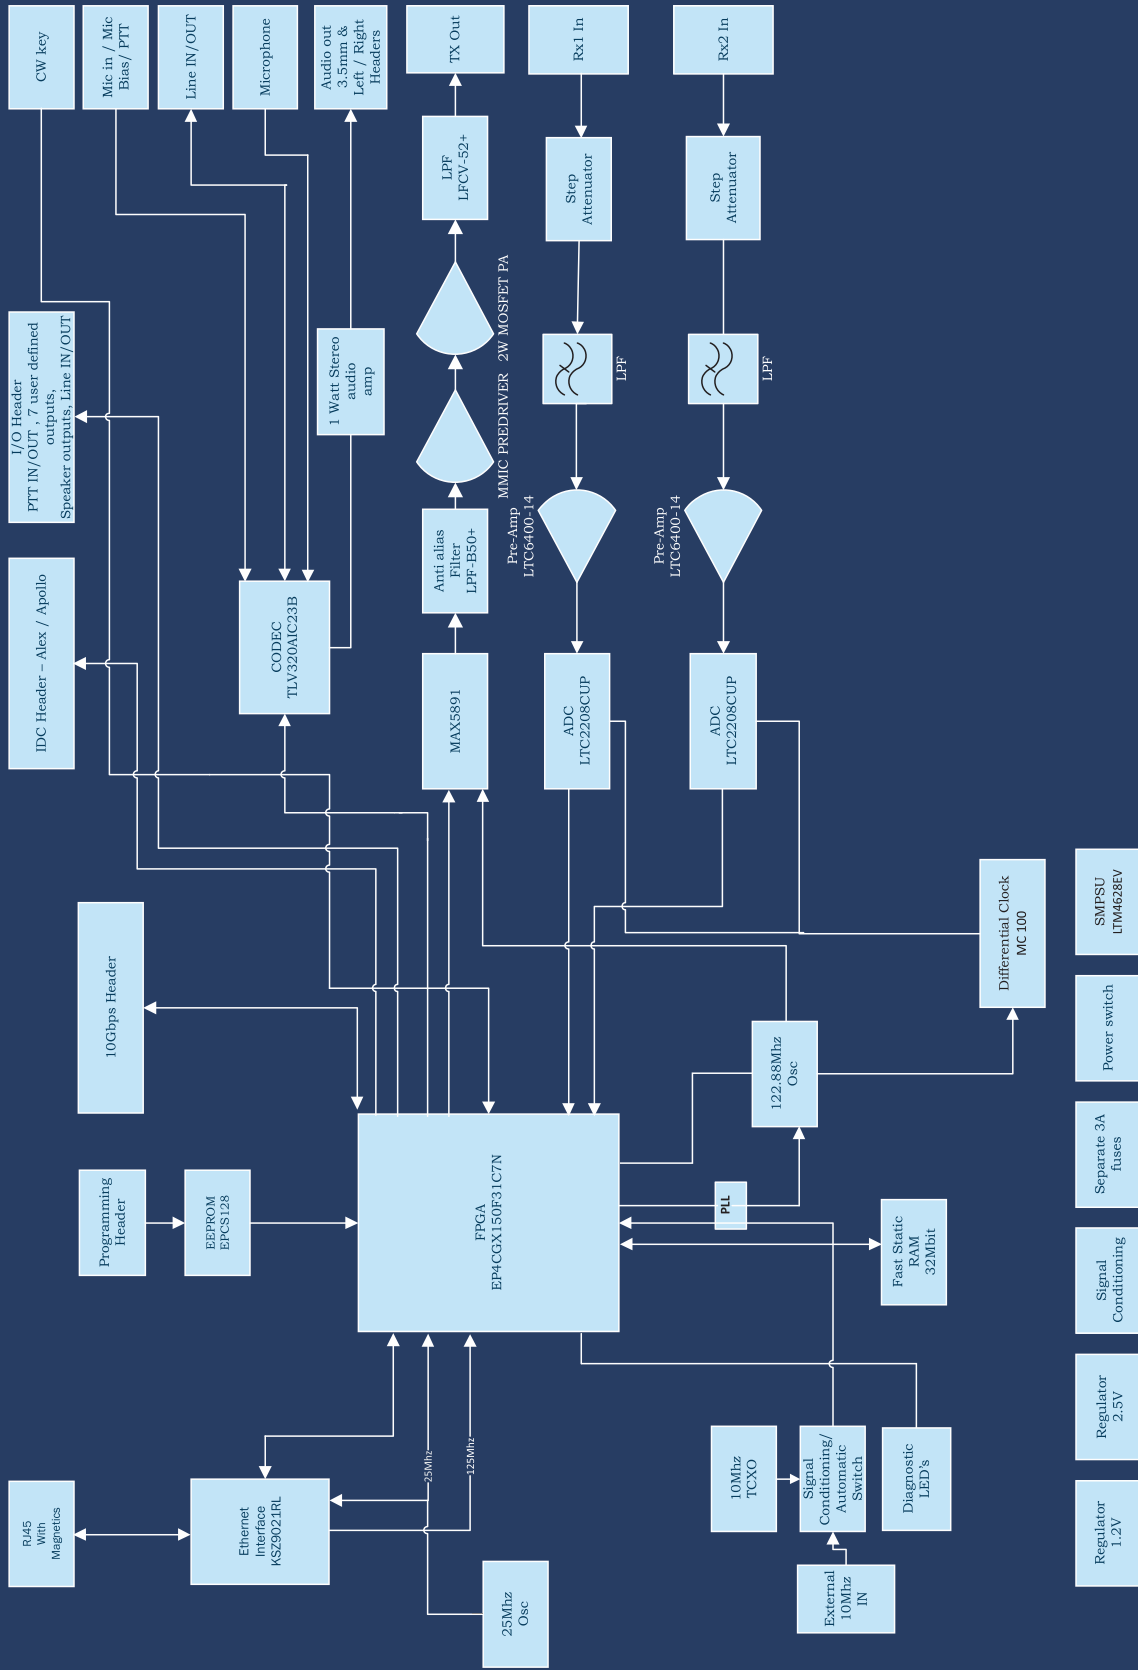 CW key
Mic in / Mic
Bias/ PTT
Line IN/OUT
Microphone
Audio out
3.5mm &
Left / Right
Headers
TX Out
Rx1 In
Rx2 In
LPF
LFCV-52+
Step
Attenuator
Step
Attenuator
I/O Header
PTT IN/OUT , 7 user defined
outputs,
Speaker outputs, Line IN/OUT
1 Watt Stereo
audio
amp
MMIC PREDRIVER 2W MOSFET PA
LPF
LPF
Anti alias
Filter
LPF-B50+
Pre-Amp
LTC6400-14
Pre-Amp
LTC6400-14
IDC Header – Alex / Apollo
CODEC
TLV320AIC23B
MAX5891
ADC
LTC2208CUP
ADC
LTC2208CUP
10Gbps Header
Differential Clock
MC 100
122.88Mhz
Osc
Programming
Header
EEPROM
EPCS128
FPGA
EP4CGX150F31C7N
PLL
Fast Static
RAM
32Mbit
RJ45
With
Magnetics
Ethernet
Interface
KSZ9021RL
25Mhz
125Mhz
25Mhz
Osc
10Mhz
TCXO
Signal
Conditioning/
Automatic
Switch
Diagnostic
LED's
External
10Mhz
IN
SMPSU
LTM4628EV
Power switch
Separate 3A
fuses
Signal
Conditioning
Regulator
2.5V
Regulator
1.2V